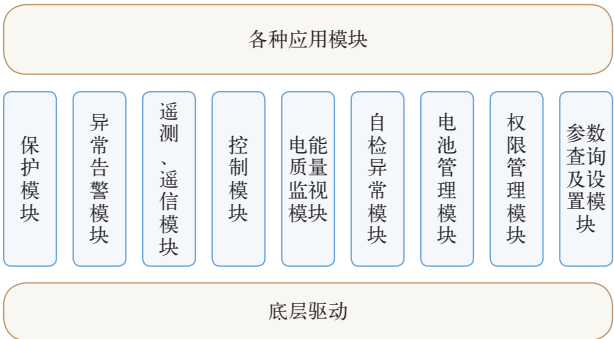 各种应用模块
保护模块
异常告警模块
遥测、遥信模块
控制模块
电能质量监视模块
自检异常模块
电池管理模块
权限管理模块
参数查询及设置模块
底层驱动